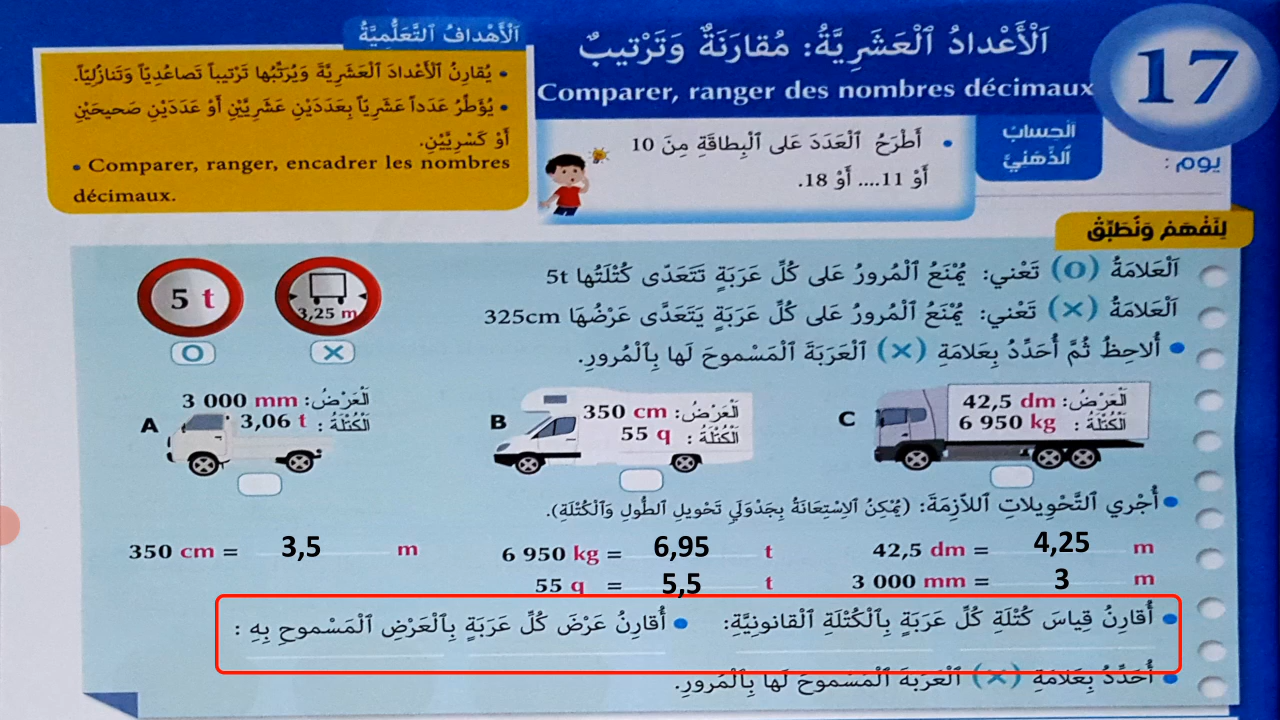 17
اَلْأَعْدادُ ٱلْعَشَرِيَّةُ: مُقارَنَةٌ وَتَرْتيبٌ
Comparer, ranger des nombres décimaux
اَلْأَهْدافُ ٱلتَّعَلُّمِيَّةُ
• يُقارِنُ ٱلْأَعْدادَ ٱلْعَشَرِيَّةَ وَيُرَتِّبُها تَرْتيباً تَصاعُدِيّاً وَتَنازُلِيّاً.
• يُؤَطِّرُ عَدَداً عَشَرِيّاً بِعَدَدَيْنِ عَشَرِيَّيْنِ أَوْ عَدَدَيْنِ صَحيحَيْنِ
أَوْ كَسْرِيَّيْنِ.
• Comparer, ranger, encadrer les nombres
décimaux.
اَلْحِسابُ
ٱلذِّهْنِيُّ
يوم :
• أَطْرَحُ ٱلْعَدَدَ عَلى ٱلْبِطاقَةِ مِنَ 10
أَوْ 11.... أَوْ 18.
لِنَفْهَمْ وَنُطَبِّقْ
اَلْعَلامَةُ (O) تَعْني: يُمْنَعُ ٱلْمُرورُ عَلى كُلِّ عَرَبَةٍ تَتَعَدّى كُتْلَتُها 5t
اَلْعَلامَةُ (×) تَعْني: يُمْنَعُ ٱلْمُرورُ عَلى كُلِّ عَرَبَةٍ يَتَعَدَّى عَرْضُهَا 325cm
5 t
3,25 m
O
×
• أُلاحِظُ ثُمَّ أُحَدِّدُ بِعَلامَةِ (×) ٱلْعَرَبَةَ ٱلْمَسْموحَ لَها بِٱلْمُرورِ.
A
اَلْعَرْضُ: 3 000 mm
اَلْكُتْلَةُ : 3,06 t
B
اَلْعَرْضُ: 350 cm
اَلْكُتْلَةُ : 55 q
C
اَلْعَرْضُ: 42,5 dm
اَلْكُتْلَةُ : 6 950 kg
• أُجْري ٱلتَّحْويلاتِ ٱللّازِمَةَ: (يُمْكِنُ ٱلِاسْتِعَانَةُ بِجَدْوَلَيْ تَحْويلِ ٱلطُّولِ وَٱلْكُتْلَةِ).
350 cm = 3,5 m
6 950 kg = 6,95 t
42,5 dm = 4,25 m
55 q = 5,5 t
3 000 mm = 3 m
• أُقارِنُ قِياسَ كُتْلَةِ كُلِّ عَرَبَةٍ بِٱلْكُتْلَةِ ٱلْقانونِيَّةِ:
• أُقارِنُ عَرْضَ كُلِّ عَرَبَةٍ بِٱلْعَرْضِ ٱلْمَسْموحِ بِهِ :
• أُحَدِّدُ بِعَلامَةِ (×) ٱلْعَرَبَةَ ٱلْمَسْموحَ لَها بِٱلْمُرورِ.